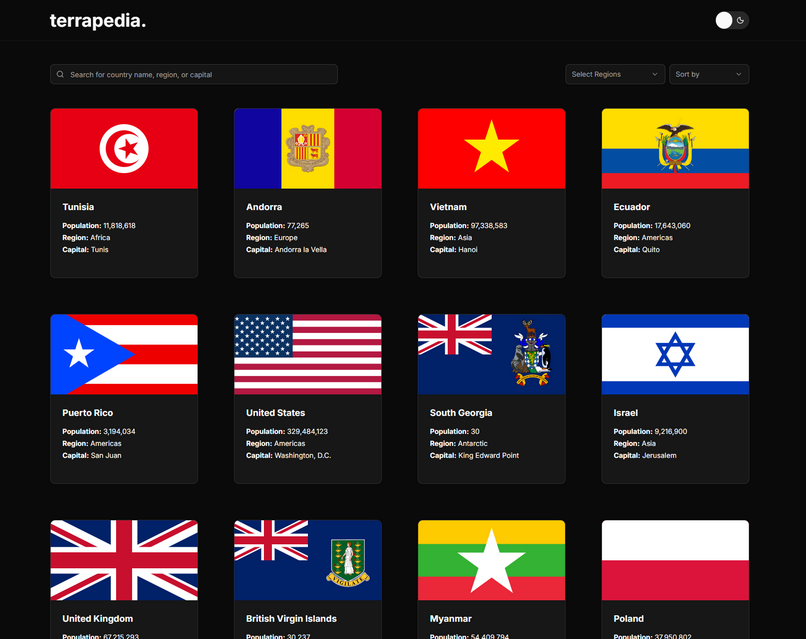 terrapedia.
Search for country name, region, or capital
Select Regions
Sort by
Tunisia
Population: 11,818,618
Region: Africa
Capital: Tunis
Andorra
Population: 77,265
Region: Europe
Capital: Andorra la Vella
Vietnam
Population: 97,338,583
Region: Asia
Capital: Hanoi
Ecuador
Population: 17,643,060
Region: Americas
Capital: Quito
Puerto Rico
Population: 3,194,034
Region: Americas
Capital: San Juan
United States
Population: 329,484,123
Region: Americas
Capital: Washington, D.C.
South Georgia
Population: 30
Region: Antarctic
Capital: King Edward Point
Israel
Population: 9,216,900
Region: Asia
Capital: Jerusalem
United Kingdom
Population: 67,215,293
British Virgin Islands
VIGILATE
Population: 30,237
Myanmar
Population: 54,409,794
Poland
Population: 37,950,802